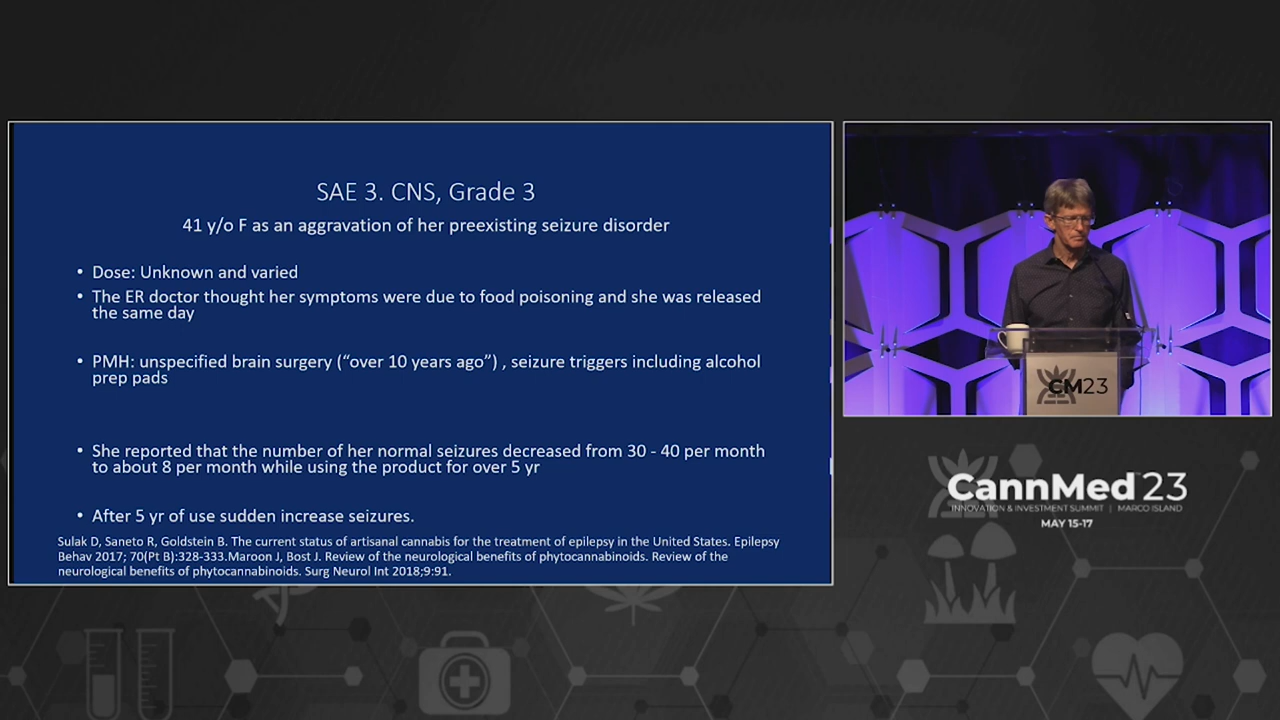 SAE 3. CNS, Grade 3
41 y/o F as an aggravation of her preexisting seizure disorder
• Dose: Unknown and varied
• The ER doctor thought her symptoms were due to food poisoning and she was released
the same day
• PMH: unspecified brain surgery (“over 10 years ago”) , seizure triggers including alcohol
prep pads
• She reported that the number of her normal seizures decreased from 30 - 40 per month
to about 8 per month while using the product for over 5 yr
• After 5 yr of use sudden increase seizures.
Sulak D, Saneto R, Goldstein B. The current status of artisanal cannabis for the treatment of epilepsy in the United States. Epilepsy
Behav 2017; 70(Pt B):328-333.Maroon J, Bost J. Review of the neurological benefits of phytocannabinoids. Review of the
neurological benefits of phytocannabinoids. Surg Neurol Int 2018;9:91.
CM23
CannMed 23
INNOVATION & INVESTMENT SUMMIT | MARCO ISLAND
MAY 15-17